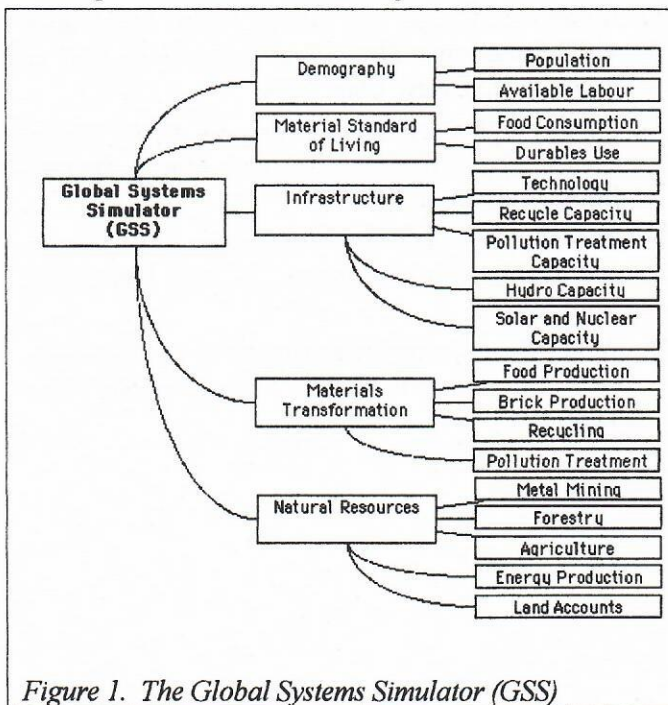 Demography
Population
Available Labour
Material Standard
of Living
Food Consumption
Durables Use
Global Systems
Simulator
(GSS)
Infrastructure
Technology
Recycle Capacity
Pollution Treatment
Capacity
Hydro Capacity
Solar and Nuclear
Capacity
Materials
Transformation
Food Production
Brick Production
Recycling
Pollution Treatment
Natural Resources
Metal Mining
Forestry
Agriculture
Energy Production
Land Accounts
Figure 1. The Global Systems Simulator (GSS)